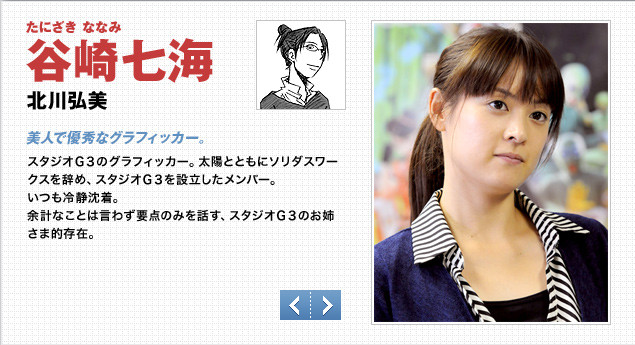 たにざき ななみ
谷崎七海
北川弘美
美人で優秀なグラフィッカー。
スタジオG3のグラフィッカー。太陽とともにソリダスワー
クスを辞め、スタジオG3を設立したメンバー。
いつも冷静沈着。
余計なことは言わず要点のみを話す、スタジオG3のお姉
さま的存在。